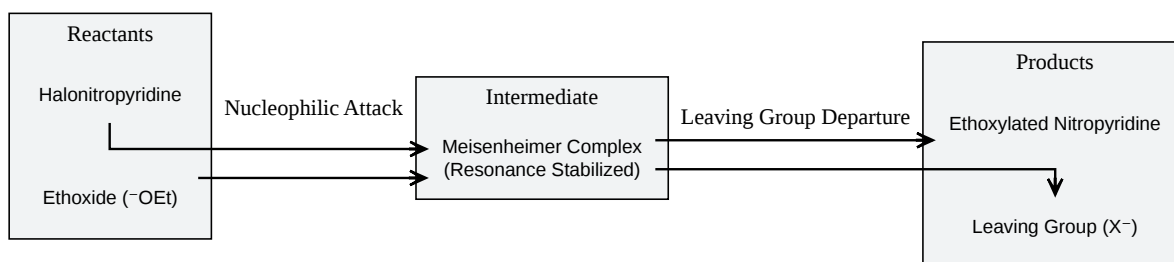 Reactants
Halonitropyridine
Ethoxide (⁻OEt)
Nucleophilic Attack
Intermediate
Meisenheimer Complex
(Resonance Stabilized)
Leaving Group Departure
Products
Ethoxylated Nitropyridine
Leaving Group (X⁻)